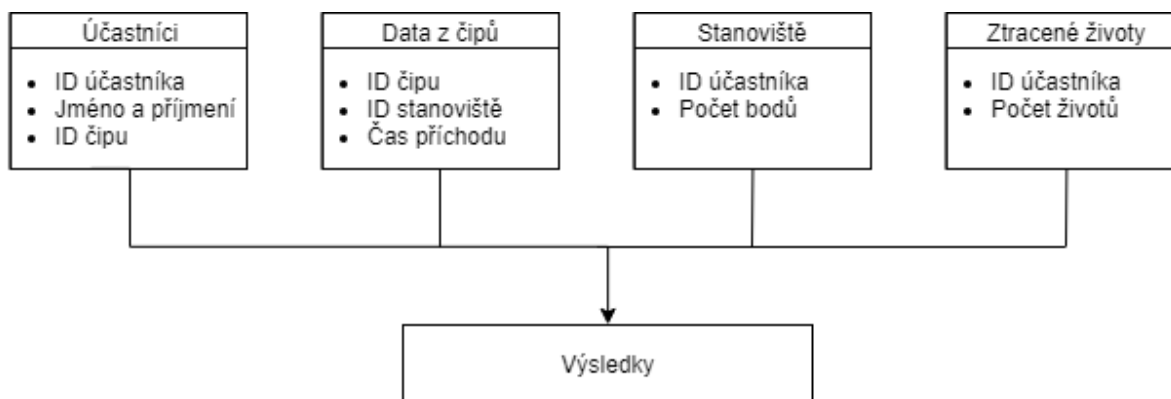 Účastníci
ID účastníka
Jméno a příjmení
ID čipu
Data z čipů
ID čipu
ID stanoviště
Čas příchodu
Stanoviště
ID účastníka
Počet bodů
Ztracené životy
ID účastníka
Počet životů
Výsledky